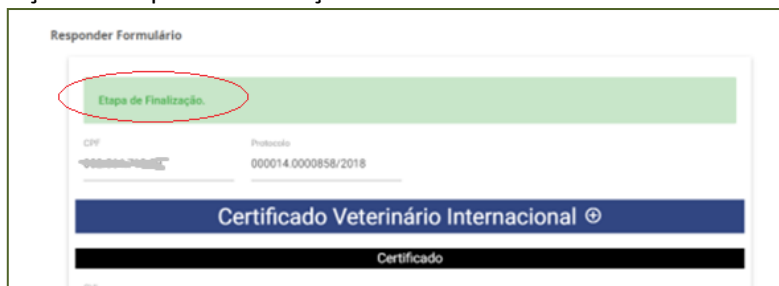 Responder Formulário
Etapa de Finalização.
CPF
Protocolo
000014.0000858/2018
Certificado Veterinário Internacional ⊕
Certificado